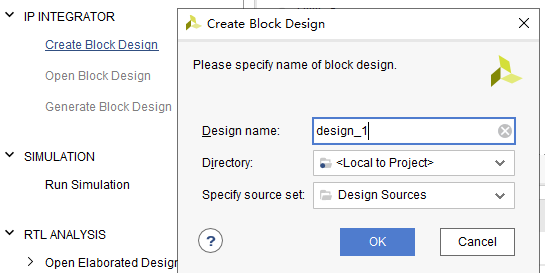 IP INTEGRATOR
Create Block Design
Open Block Design
Generate Block Design
SIMULATION
Run Simulation
RTL ANALYSIS
Open Elaborated Design
Create Block Design
Please specify name of block design.
Design name: design_1
Directory: <Local to Project>
Specify source set: Design Sources
? OK Cancel